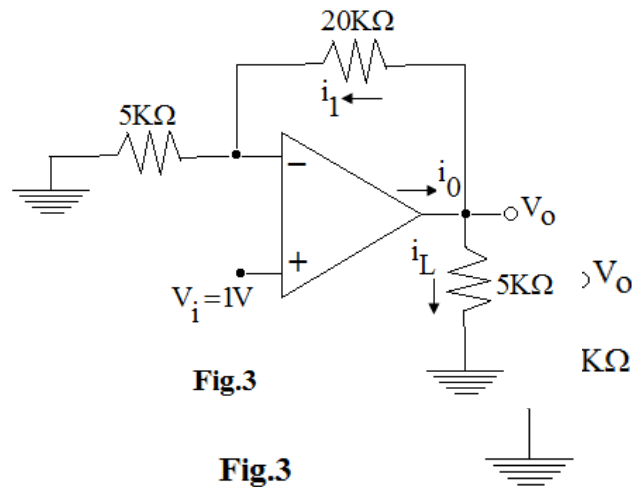 20KΩ
i1
5KΩ
−
i0
Vo
+
iL
Vi =1V
5KΩ
Vo
KΩ
Fig.3
Fig.3